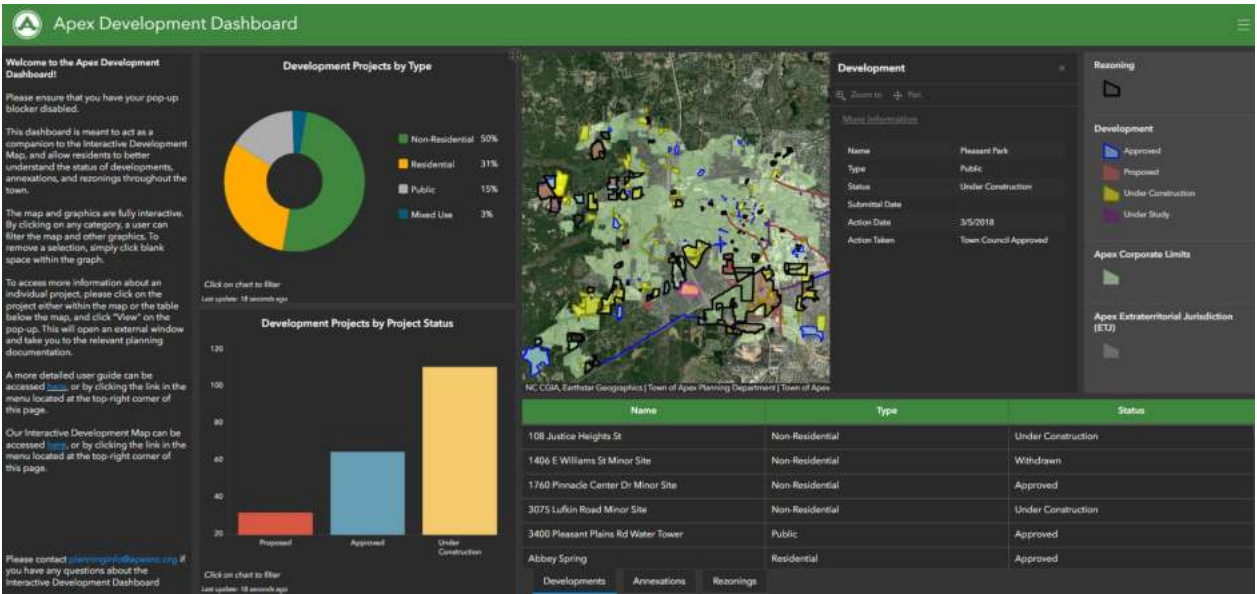 Apex Development Dashboard
Welcome to the Apex Development
Dashboard!
Please ensure that you have your pop-up
blocker disabled.
This dashboard is meant to act as a
companion to the Interactive Development
Map, and allow residents to better
understand the status of developments,
annexations, and rezonings throughout the
town.
The map and graphics are fully interactive.
By clicking on any category, a user can
filter the map and other graphics. To
remove a selection, simply click blank
space within the graph.
To access more information about an
individual project, please click on the
project either within the map or the table
below the map, and click "View" on the
pop-up. This will open an external window
and take you to the relevant planning
documentation.
A more detailed user guide can be
accessed here, or by clicking the link in the
menu located at the top-right corner of
this page.
Our Interactive Development Map can be
accessed here, or by clicking the link in the
menu located at the top-right corner of
this page.
Please contact planninginfo@apexnc.org if
you have any questions about the
Interactive Development Dashboard
Development Projects by Type
Non-Residential 50%
Residential 31%
Public 15%
Mixed Use 3%
Click on chart to filter
Last update: 18 seconds ago
Development Projects by Project Status
120
100
80
60
40
20
Proposed
Approved
Under
Construction
Click on chart to filter
Last update: 18 seconds ago
NC CGIA, Earthstar Geographics | Town of Apex Planning Department | Town of Apex
Development
Zoom to Pan
More Information
Name Pleasant Park
Type Public
Status Under Construction
Submittal Date
Action Date 3/5/2018
Action Taken Town Council Approved
Rezoning
Development
Approved
Proposed
Under Construction
Under Study
Apex Corporate Limits
Apex Extraterritorial Jurisdiction
(ETJ)
Name Type Status
108 Justice Heights St Non-Residential Under Construction
1406 E Williams St Minor Site Non-Residential Withdrawn
1760 Pinnacle Center Dr Minor Site Non-Residential Approved
3075 Lufkin Road Minor Site Non-Residential Under Construction
3400 Pleasant Plains Rd Water Tower Public Approved
Abbey Spring Residential Approved
Developments Annexations Rezonings